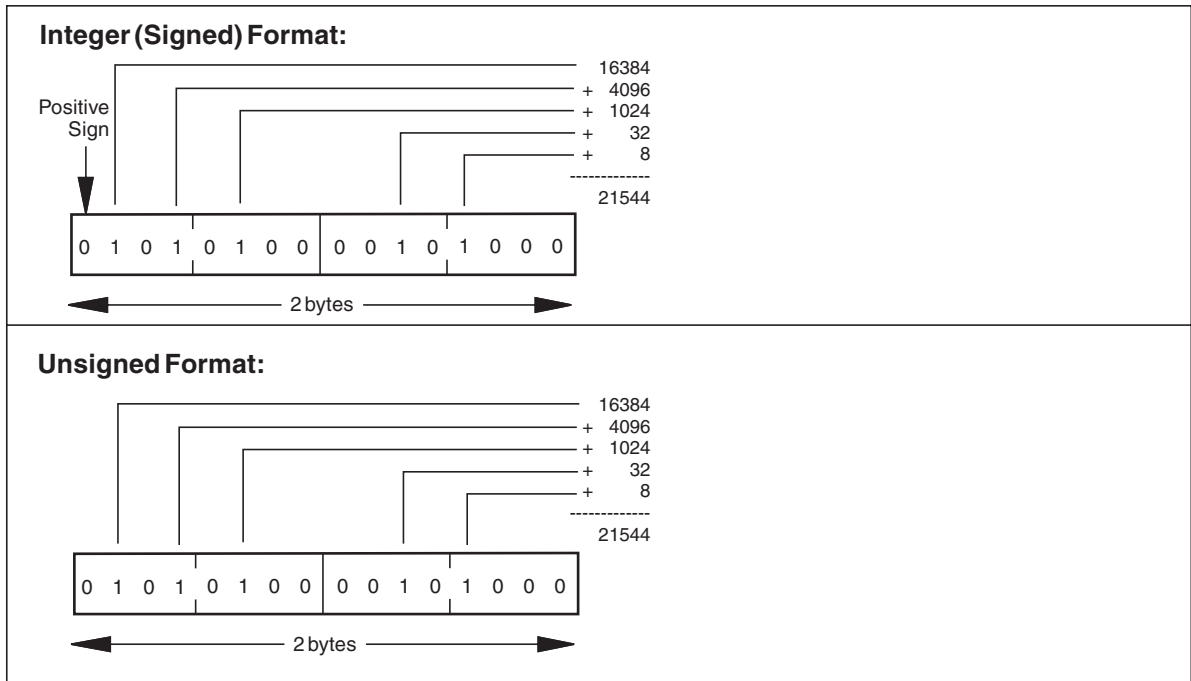 Integer (Signed) Format:
16384
+ 4096
+ 1024
+ 32
+ 8
-------------
21544
Positive
Sign
0 1 0 1 0 1 0 0 0 0 1 0 1 0 0 0
2 bytes
Unsigned Format:
16384
+ 4096
+ 1024
+ 32
+ 8
-------------
21544
0 1 0 1 0 1 0 0 0 0 1 0 1 0 0 0
2 bytes